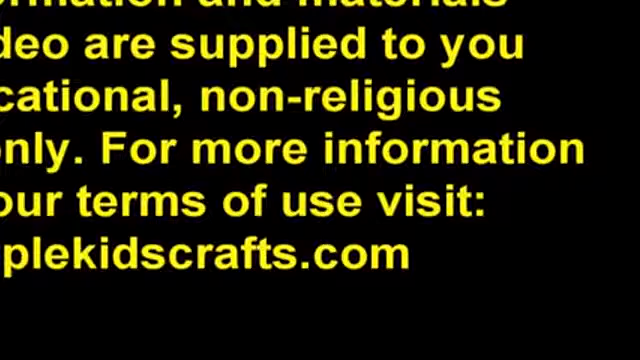 ormation and materials
deo are supplied to you
cational, non-religious
only. For more information
our terms of use visit:
plekidscrafts.com